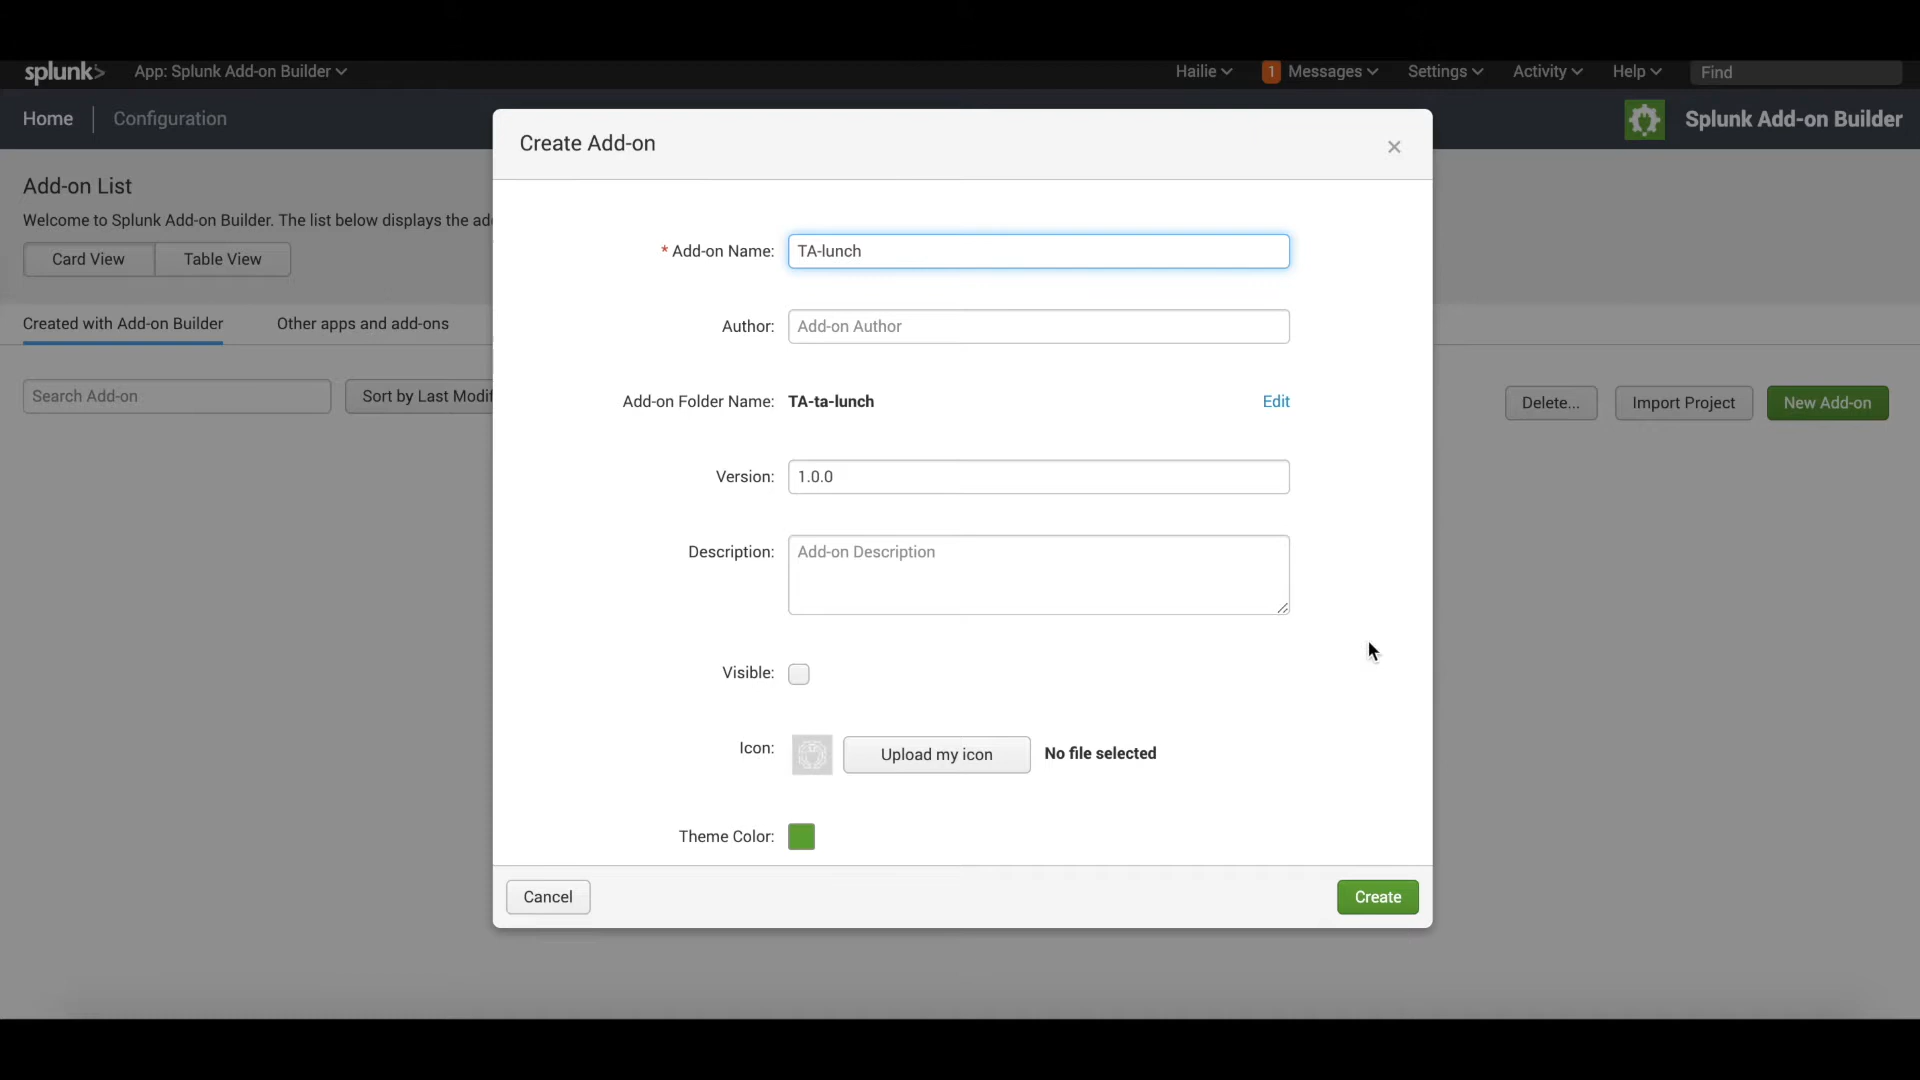 splunk> App: Splunk Add-on Builder Hailie 1 Messages Settings Activity Help Find
Home Configuration Splunk Add-on Builder
Add-on List
Welcome to Splunk Add-on Builder. The list below displays the ad
Card View Table View
Created with Add-on Builder Other apps and add-ons
Search Add-on Sort by Last Modif Delete... Import Project New Add-on
Create Add-on ×
* Add-on Name: TA-lunch
Author: Add-on Author
Add-on Folder Name: TA-ta-lunch Edit
Version: 1.0.0
Description: Add-on Description
Visible:
Icon: Upload my icon No file selected
Theme Color:
Cancel Create